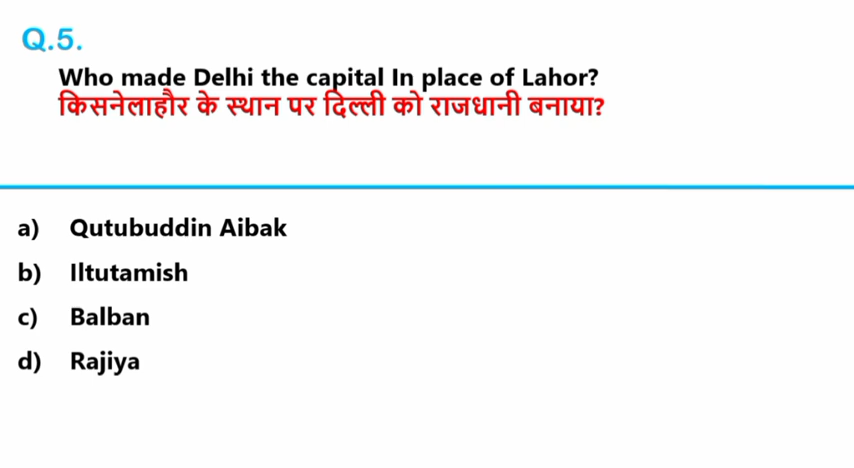 Q.5.
Who made Delhi the capital In place of Lahor?
किसनेलाहौर के स्थान पर दिल्ली को राजधानी बनाया?
a) Qutubuddin Aibak
b) Iltutamish
c) Balban
d) Rajiya